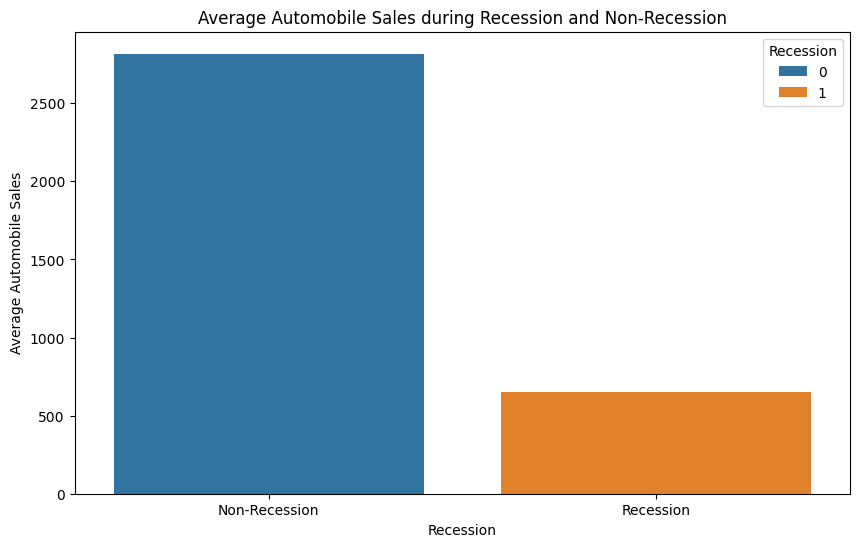 Average Automobile Sales during Recession and Non-Recession
Recession
0
1
Average Automobile Sales
2500
2000
1500
1000
500
0
Non-Recession
Recession
Recession